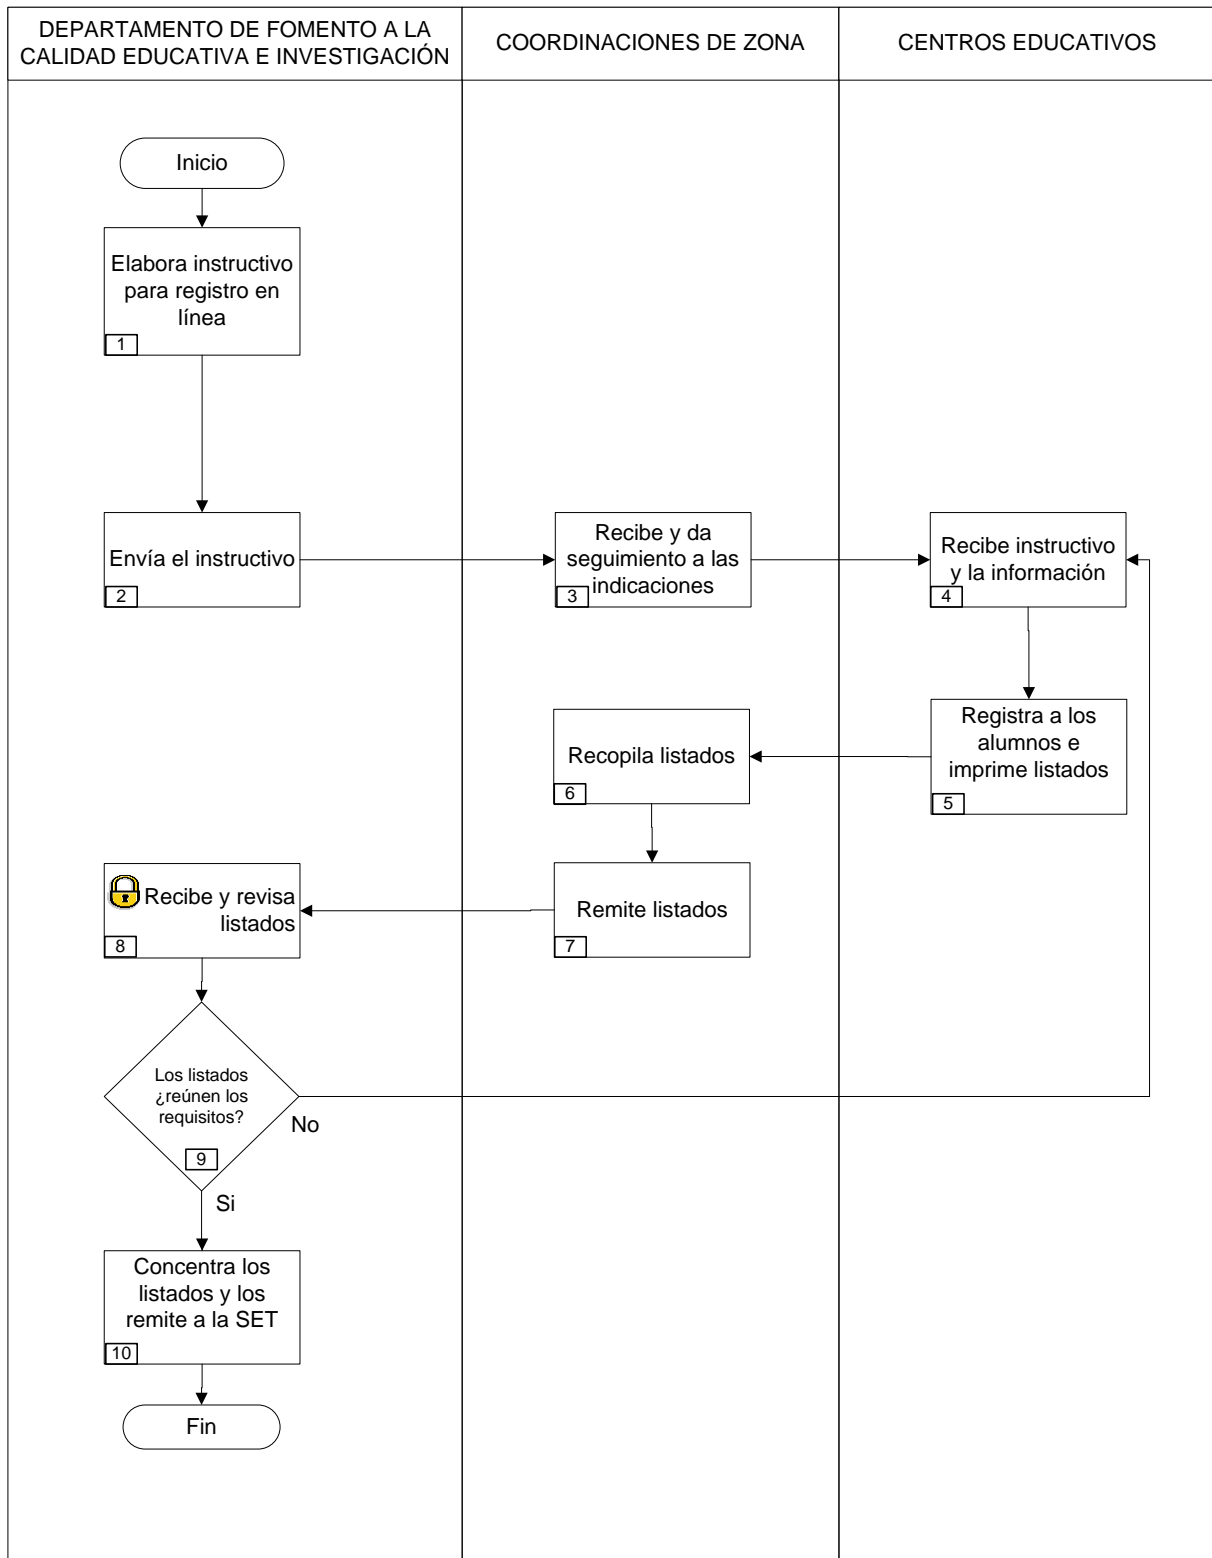 DEPARTAMENTO DE FOMENTO A LA
CALIDAD EDUCATIVA E INVESTIGACIÓN
COORDINACIONES DE ZONA
CENTROS EDUCATIVOS
Inicio
Elabora instructivo
para registro en
línea
1
Envía el instructivo
2
Recibe y da
seguimiento a las
indicaciones
3
Recibe instructivo
y la información
4
Registra a los
alumnos e
imprime listados
5
Recopila listados
6
Remite listados
7
Recibe y revisa
listados
8
Los listados
¿reúnen los
requisitos?
9
No
Si
Concentra los
listados y los
remite a la SET
10
Fin